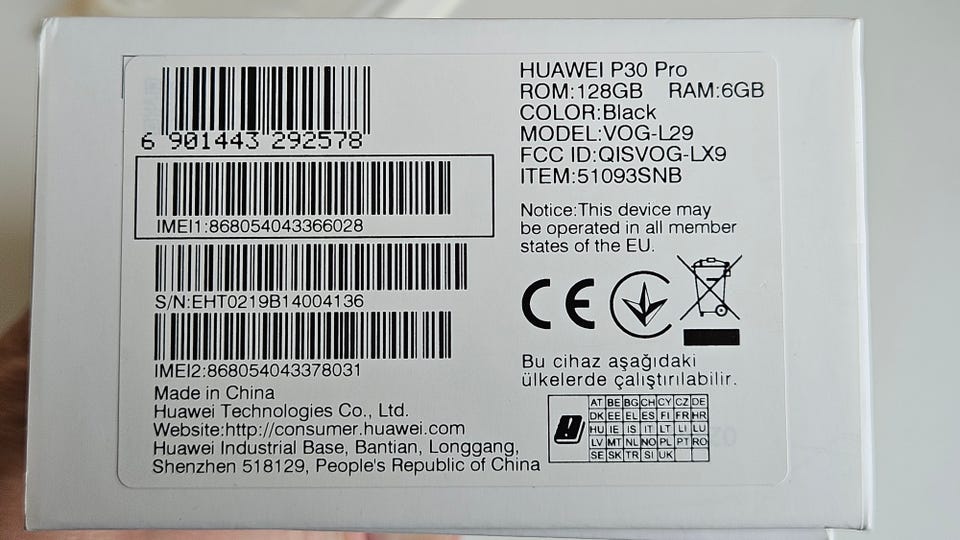 6 901443 292578
IMEI1:868054043366028
S/N:EHT0219B14004136
IMEI2:868054043378031
Made in China
Huawei Technologies Co., Ltd.
Website:http://consumer.huawei.com
Huawei Industrial Base, Bantian, Longgang,
Shenzhen 518129, People's Republic of China
HUAWEI P30 Pro
ROM:128GB RAM:6GB
COLOR:Black
MODEL:VOG-L29
FCC ID:QISVOG-LX9
ITEM:51093SNB
Notice:This device may
be operated in all member
states of the EU.
CE
Bu cihaz aşağıdaki
ülkelerde çalıştırılabilir.
AT BE BG CH CY CZ DE
DK EE EL ES FI FR HR
HU IE IS IT LT LI LU
LV MT NL NO PL PT RO
SE SK TR SI UK